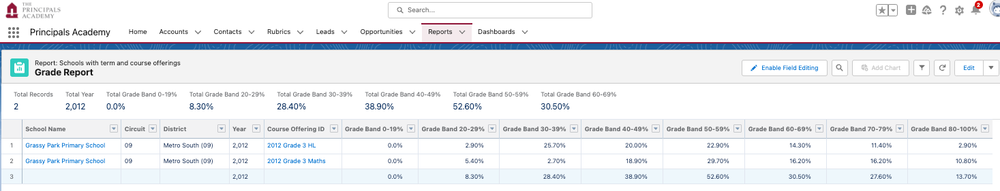 THE
PRINCIPALS
ACADEMY
Search...
2
Principals Academy Home Accounts Contacts Rubrics Leads Opportunities Reports Dashboards
Report: Schools with term and course offerings
Grade Report
Enable Field Editing Add Chart Edit
Total Records Total Year Total Grade Band 0-19% Total Grade Band 20-29% Total Grade Band 30-39% Total Grade Band 40-49% Total Grade Band 50-59% Total Grade Band 60-69%
2 2,012 0.0% 8.30% 28.40% 38.90% 52.60% 30.50%
School Name Circuit District Year Course Offering ID Grade Band 0-19% Grade Band 20-29% Grade Band 30-39% Grade Band 40-49% Grade Band 50-59% Grade Band 60-69% Grade Band 70-79% Grade Band 80-100%
1 Grassy Park Primary School 09 Metro South (09) 2,012 2012 Grade 3 HL 0.0% 2.90% 25.70% 20.00% 22.90% 14.30% 11.40% 2.90%
2 Grassy Park Primary School 09 Metro South (09) 2,012 2012 Grade 3 Maths 0.0% 5.40% 2.70% 18.90% 29.70% 16.20% 16.20% 10.80%
3 2,012 0.0% 8.30% 28.40% 38.90% 52.60% 30.50% 27.60% 13.70%